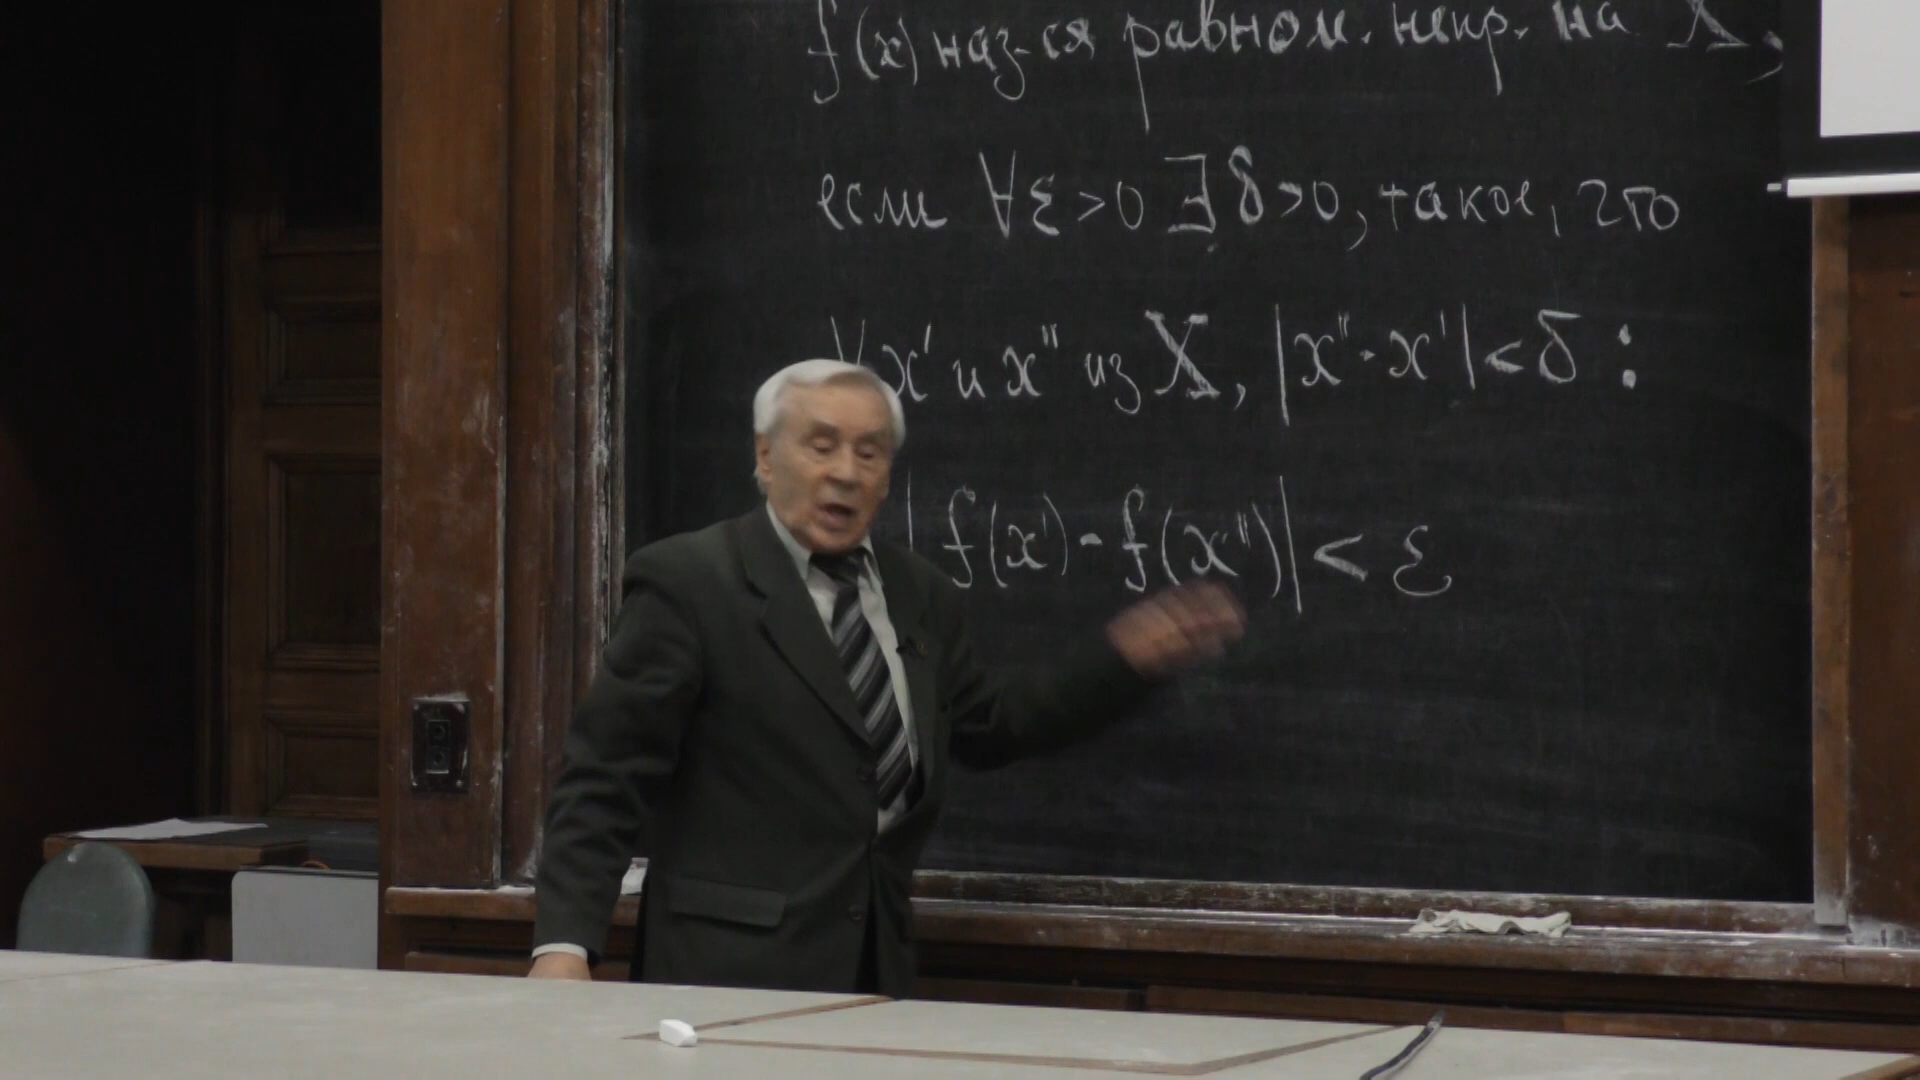 f(x) наз-ся равном. непр. на X,
если ∀ε>0 ∃δ>0, такое, что
∀x' и x'' из X, |x''-x'|<δ :
|f(x')-f(x'')|<ε